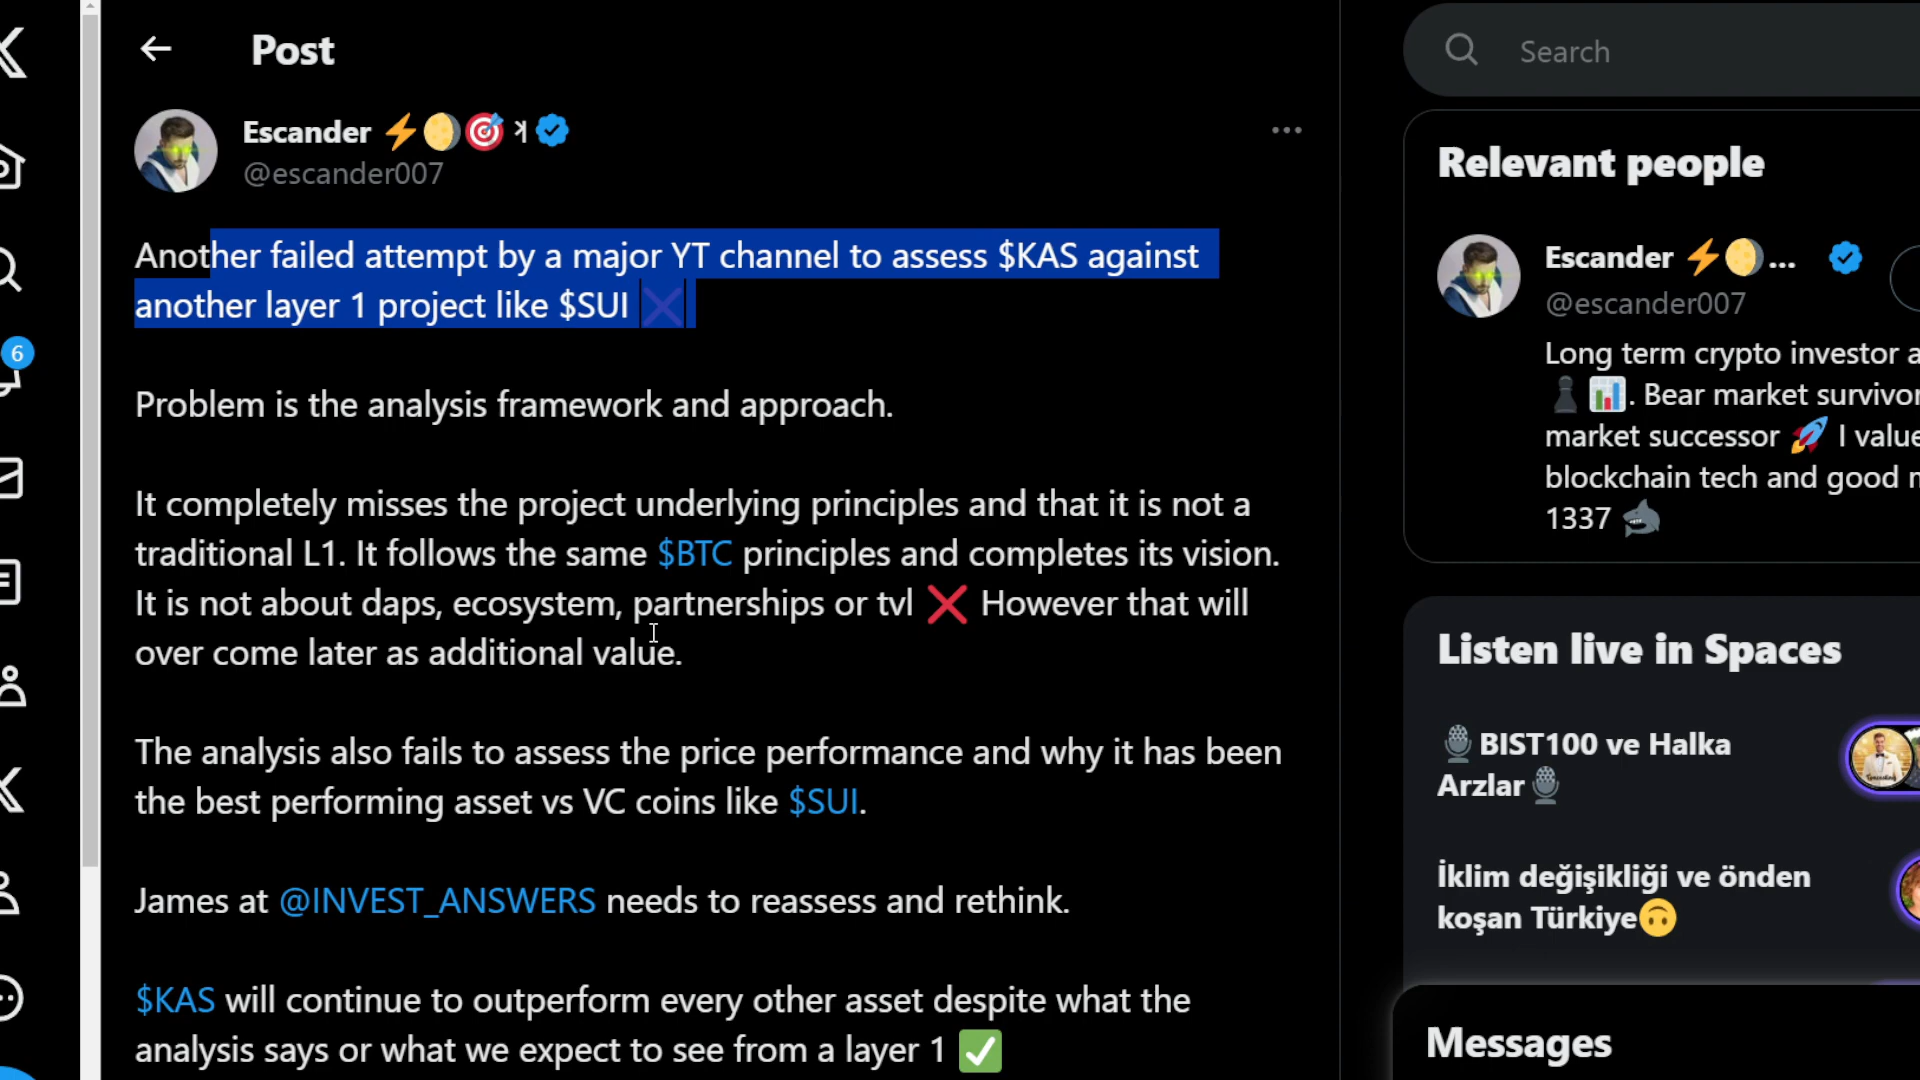 Post
Escander ⚡🌖🎯
@escander007
Another failed attempt by a major YT channel to assess $KAS against
another layer 1 project like $SUI ❌
Problem is the analysis framework and approach.
It completely misses the project underlying principles and that it is not a
traditional L1. It follows the same $BTC principles and completes its vision.
It is not about daps, ecosystem, partnerships or tvl ❌ However that will
over come later as additional value.
The analysis also fails to assess the price performance and why it has been
the best performing asset vs VC coins like $SUI.
James at @INVEST_ANSWERS needs to reassess and rethink.
$KAS will continue to outperform every other asset despite what the
analysis says or what we expect to see from a layer 1 ✅
6
Search
Relevant people
Escander ⚡🌖...
@escander007
Long term crypto investor
♟📊. Bear market
market successor 🚀 I value
blockchain tech and good
1337 🦈
Listen live in Spaces
🎙BIST100 ve Halka
Arzlar🎙
İklim değişikliği ve önden
koşan Türkiye🙃
Messages